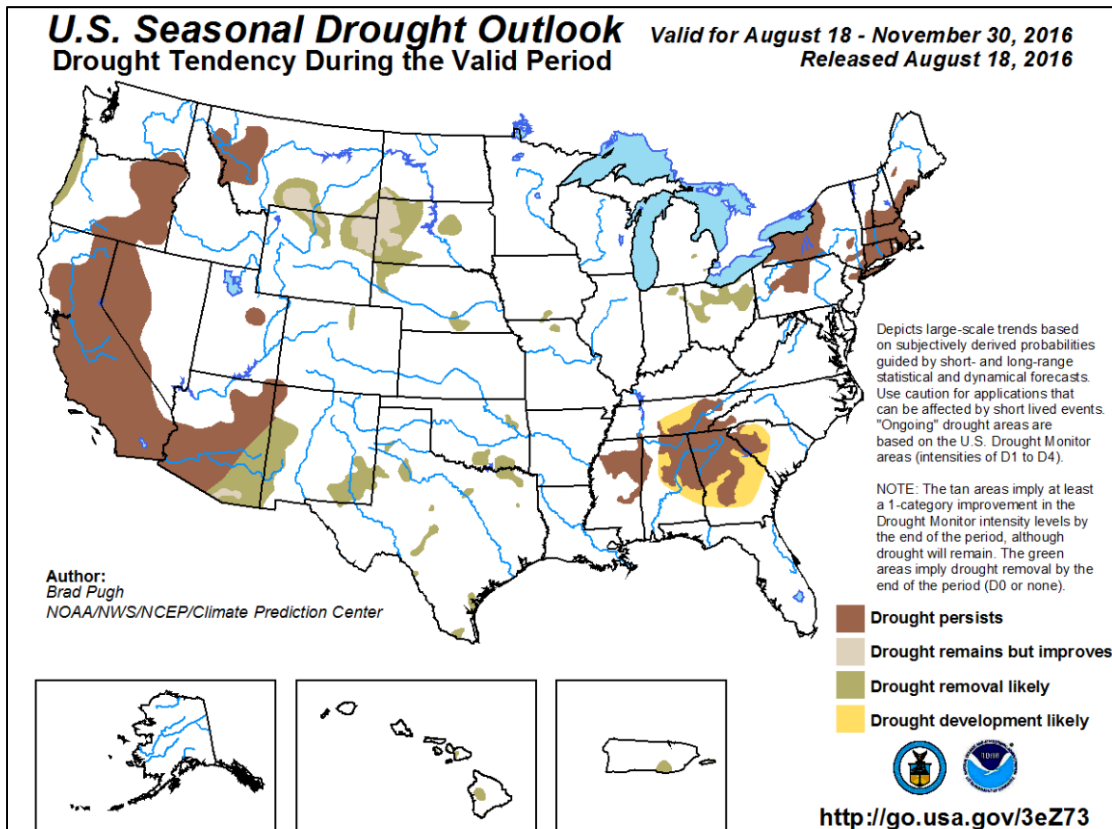 U.S. Seasonal Drought Outlook
Drought Tendency During the Valid Period
Valid for August 18 - November 30, 2016
Released August 18, 2016
Depicts large-scale trends based
on subjectively derived probabilities
guided by short- and long-range
statistical and dynamical forecasts.
Use caution for applications that
can be affected by short lived events.
"Ongoing" drought areas are
based on the U.S. Drought Monitor
areas (intensities of D1 to D4).
NOTE: The tan areas imply at least
a 1-category improvement in the
Drought Monitor intensity levels by
the end of the period, although
drought will remain. The green
areas imply drought removal by the
end of the period (D0 or none).
Author:
Brad Pugh
NOAA/NWS/NCEP/Climate Prediction Center
Drought persists
Drought remains but improves
Drought removal likely
Drought development likely
http://go.usa.gov/3eZ73